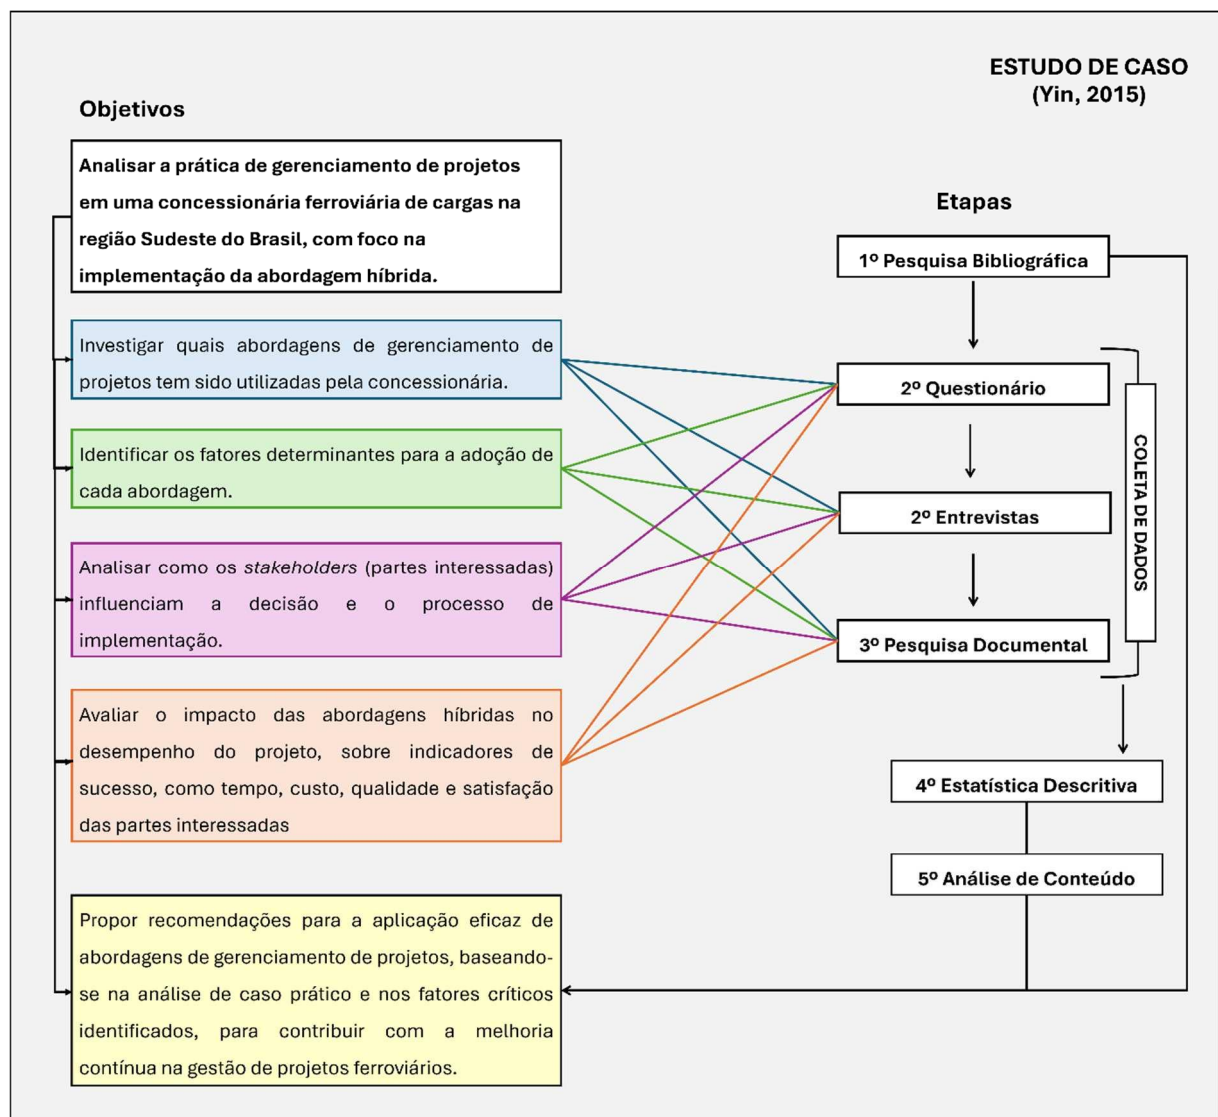 ESTUDO DE CASO
(Yin, 2015)
Objetivos
Analisar a prática de gerenciamento de projetos
em uma concessionária ferroviária de cargas na
região Sudeste do Brasil, com foco na
implementação da abordagem híbrida.
Investigar quais abordagens de gerenciamento de
projetos tem sido utilizadas pela concessionária.
Identificar os fatores determinantes para a adoção de
cada abordagem.
Analisar como os stakeholders (partes interessadas)
influenciam a decisão e o processo de
implementação.
Avaliar o impacto das abordagens híbridas no
desempenho do projeto, sobre indicadores de
sucesso, como tempo, custo, qualidade e satisfação
das partes interessadas
Propor recomendações para a aplicação eficaz de
abordagens de gerenciamento de projetos, baseando-
se na análise de caso prático e nos fatores críticos
identificados, para contribuir com a melhoria
contínua na gestão de projetos ferroviários.
Etapas
1º Pesquisa Bibliográfica
2º Questionário
2º Entrevistas
3º Pesquisa Documental
COLETA DE DADOS
4º Estatística Descritiva
5º Análise de Conteúdo